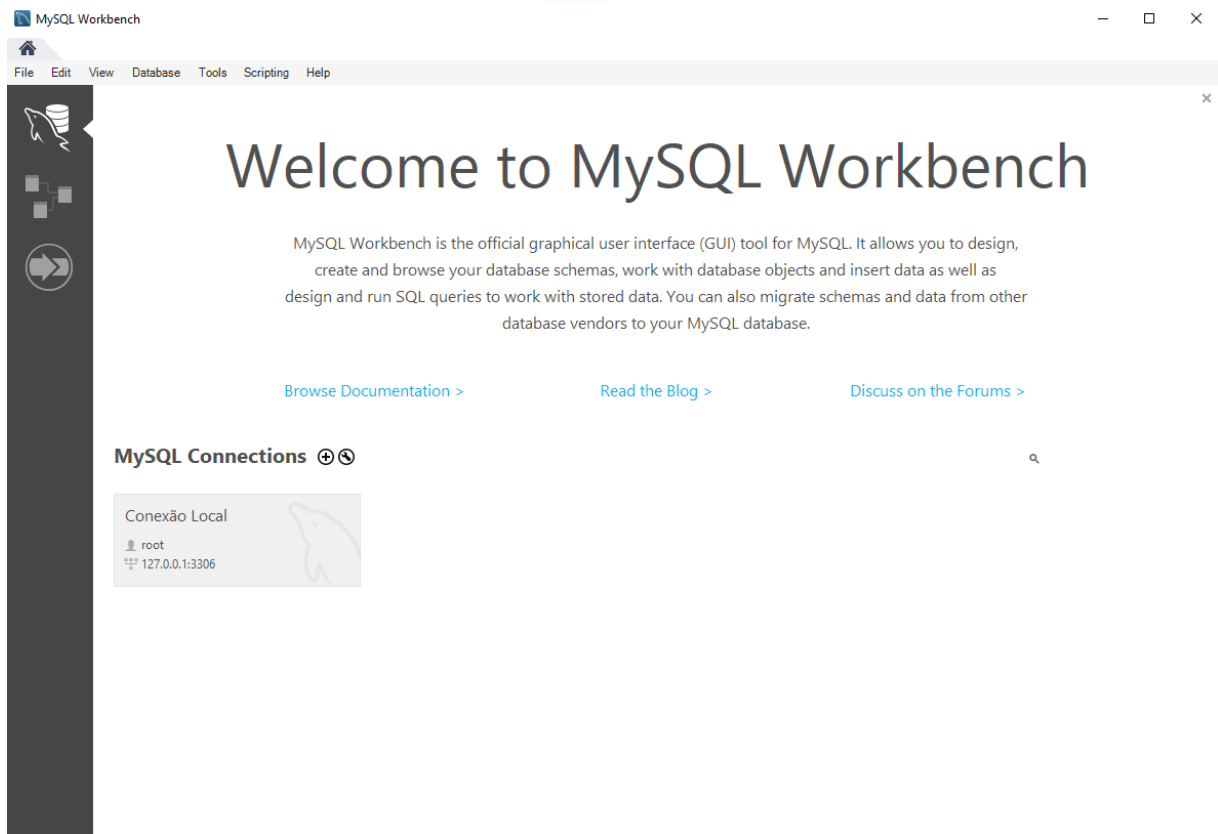 MySQL Workbench
File Edit View Database Tools Scripting Help
Welcome to MySQL Workbench
MySQL Workbench is the official graphical user interface (GUI) tool for MySQL. It allows you to design,
create and browse your database schemas, work with database objects and insert data as well as
design and run SQL queries to work with stored data. You can also migrate schemas and data from other
database vendors to your MySQL database.
Browse Documentation > Read the Blog > Discuss on the Forums >
MySQL Connections
Conexão Local
root
127.0.0.1:3306